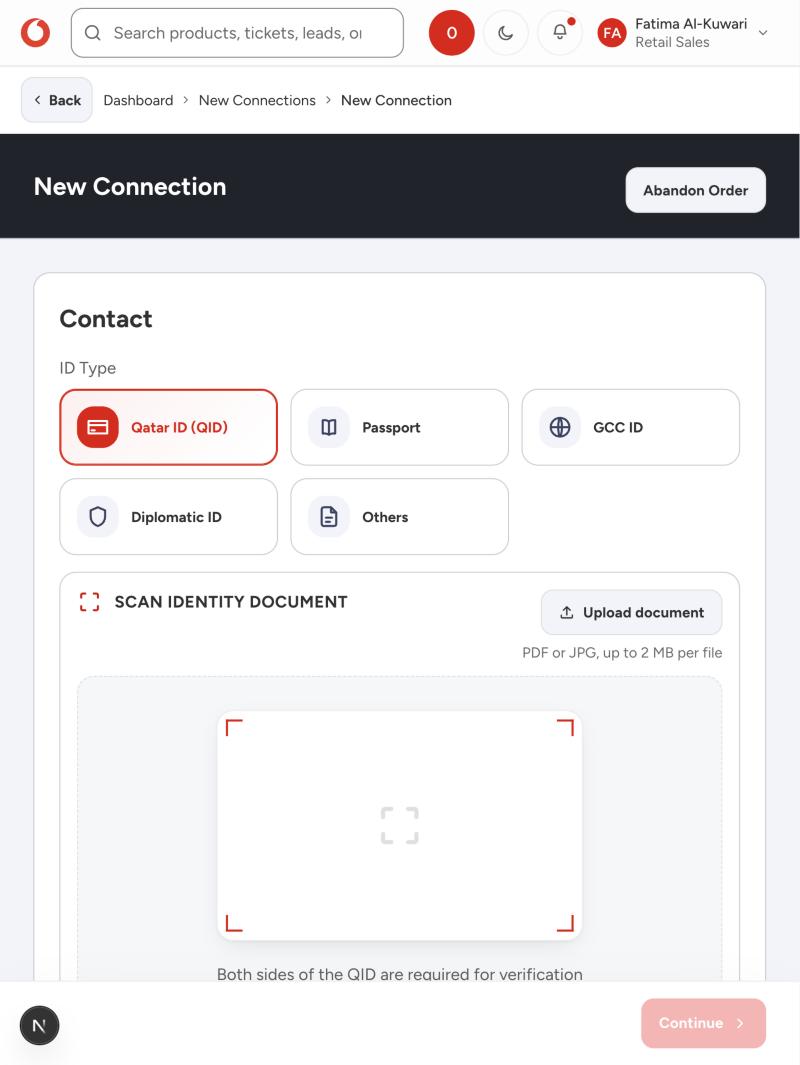 Search products, tickets, leads, or
0
FA
Fatima Al-Kuwari
Retail Sales
Back
Dashboard > New Connections > New Connection
New Connection
Abandon Order
Contact
ID Type
Qatar ID (QID)
Passport
GCC ID
Diplomatic ID
Others
SCAN IDENTITY DOCUMENT
Upload document
PDF or JPG, up to 2 MB per file
Both sides of the QID are required for verification
N
Continue